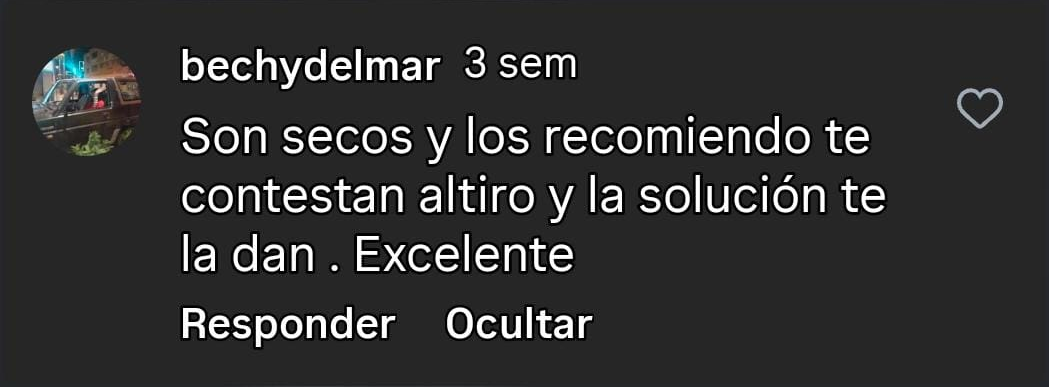 bechydelmar 3 sem
Son secos y los recomiendo te
contestan altiro y la solución te
la dan . Excelente
Responder Ocultar